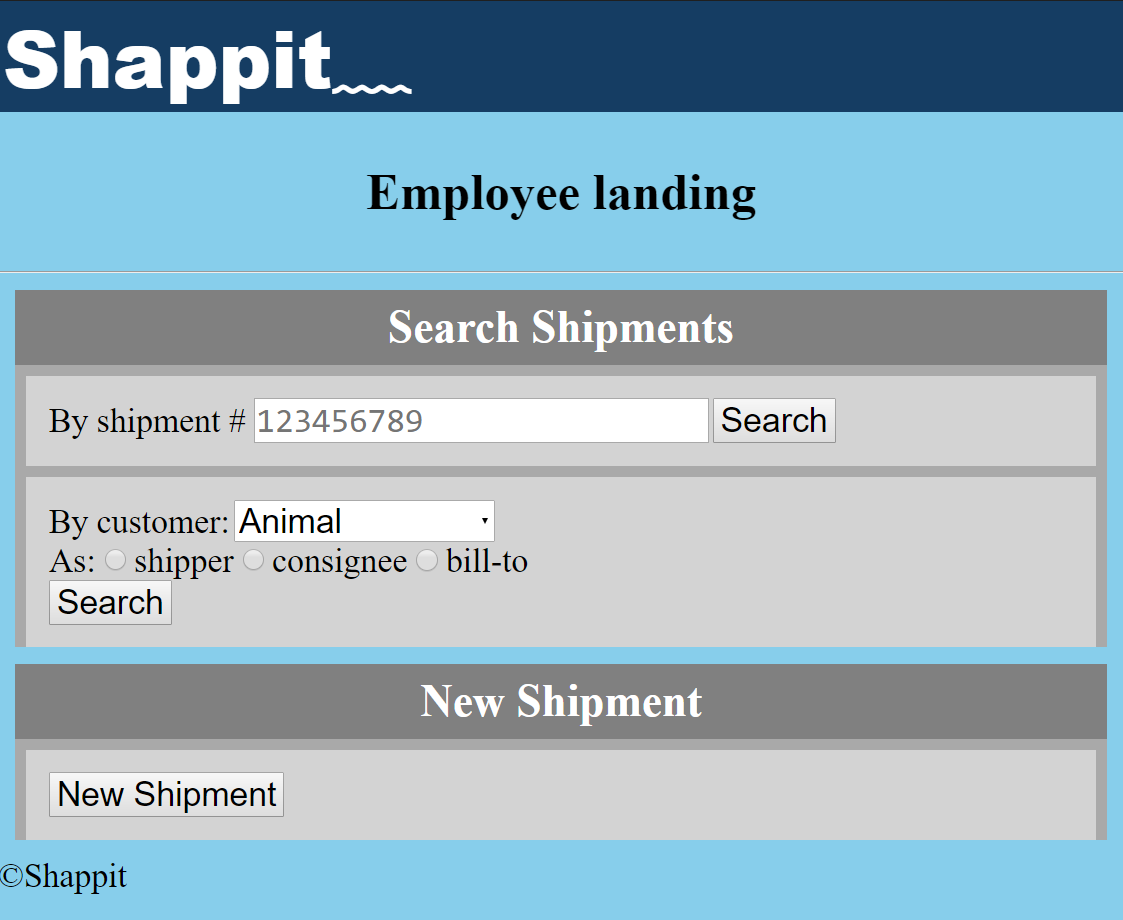 Shappit
Employee landing
Search Shipments
By shipment # 123456789 Search
By customer: Animal
As: shipper consignee bill-to
Search
New Shipment
New Shipment
©Shappit